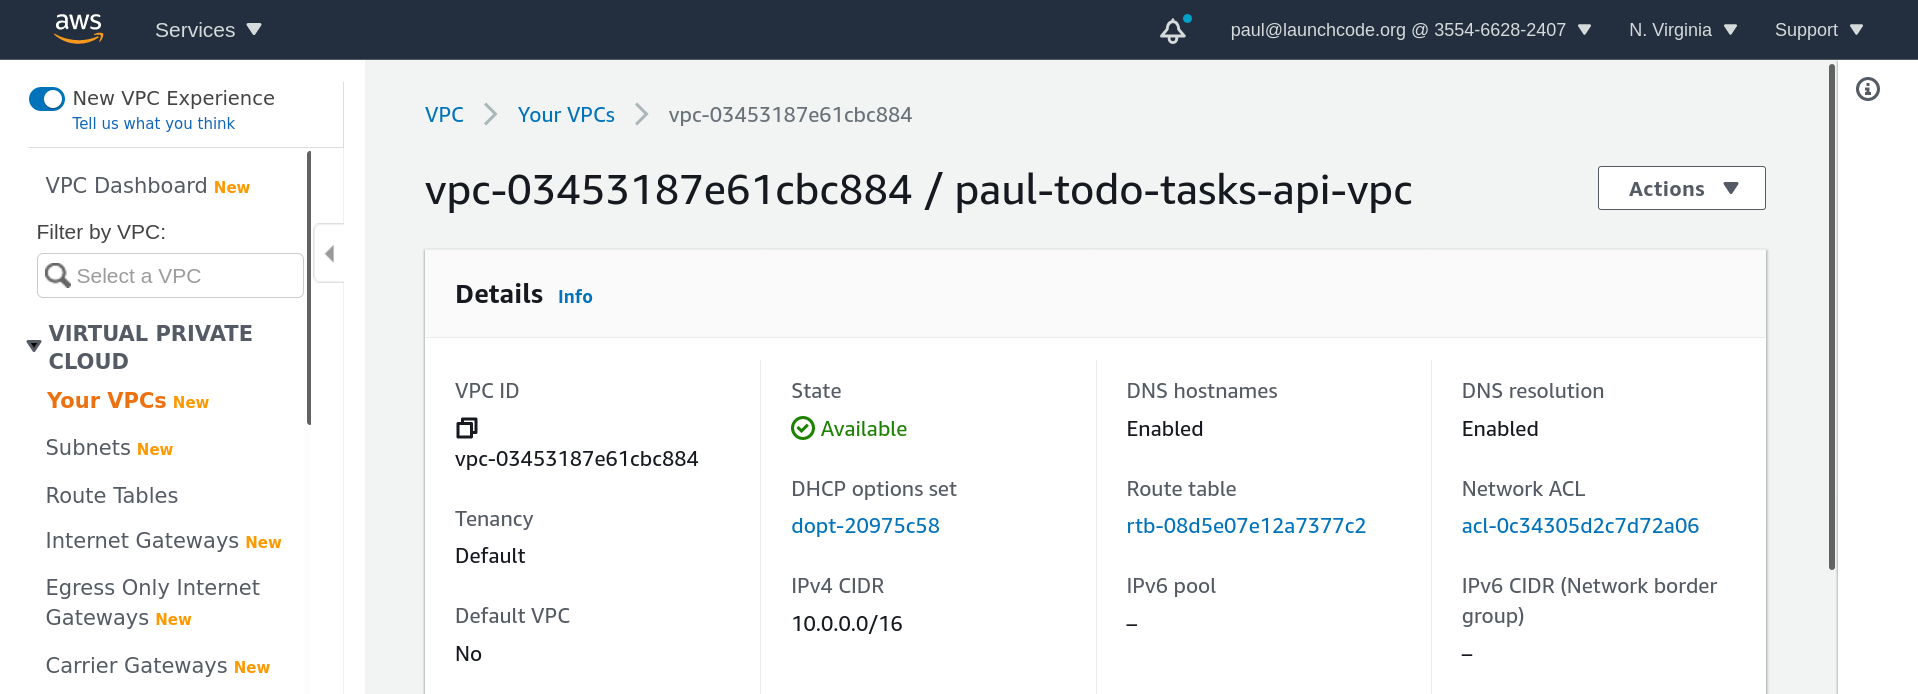 aws
Services
paul@launchcode.org @ 3554-6628-2407
N. Virginia
Support
New VPC Experience
Tell us what you think
VPC Dashboard New
Filter by VPC:
Select a VPC
VIRTUAL PRIVATE
CLOUD
Your VPCs New
Subnets New
Route Tables
Internet Gateways New
Egress Only Internet
Gateways New
Carrier Gateways New
VPC
Your VPCs
vpc-03453187e61cbc884
vpc-03453187e61cbc884 / paul-todo-tasks-api-vpc
Actions
Details Info
VPC ID
vpc-03453187e61cbc884
Tenancy
Default
Default VPC
No
State
Available
DHCP options set
dopt-20975c58
IPv4 CIDR
10.0.0.0/16
DNS hostnames
Enabled
Route table
rtb-08d5e07e12a7377c2
IPv6 pool
–
DNS resolution
Enabled
Network ACL
acl-0c34305d2c7d72a06
IPv6 CIDR (Network border
group)
–